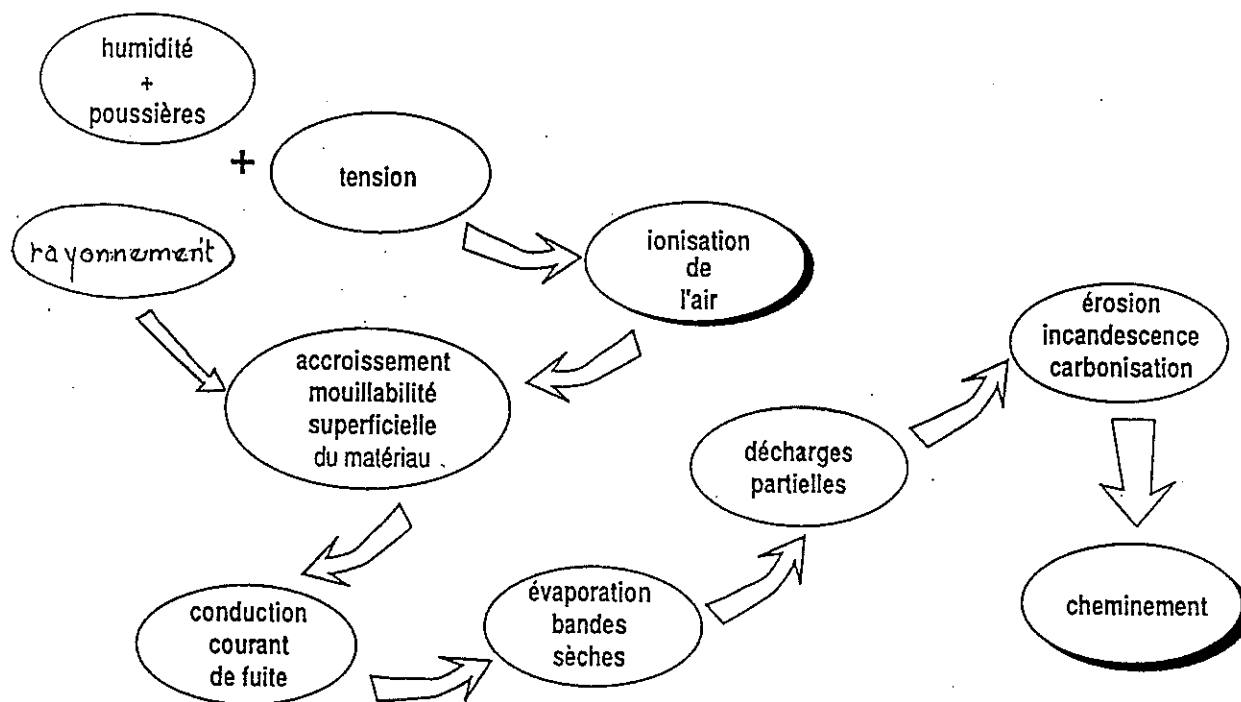 humidité
+
poussières
+
tension
rayonnement
ionisation
de
l'air
accroissement
mouillabilité
superficielle
du matériau
conduction
courant
de fuite
évaporation
bandes
sèches
décharges
partielles
érosion
incandescence
carbonisation
cheminement